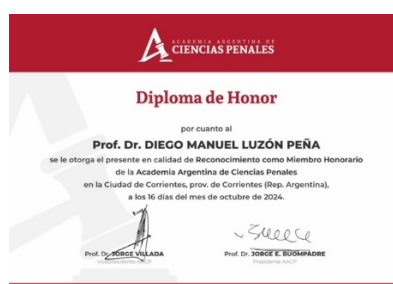 ACADEMIA ARGENTINA DE
CIENCIAS PENALES
Diploma de Honor
por cuanto al
Prof. Dr. DIEGO MANUEL LUZÓN PEÑA
se le otorga el presente en calidad de Reconocimiento como Miembro Honorario
de la Academia Argentina de Ciencias Penales
en la Ciudad de Corrientes, prov. de Corrientes (Rep. Argentina),
a los 16 días del mes de octubre de 2024.
Prof. Dr. JORGE VILLADA
Vicepresidente AACP
Prof. Dr. JORGE E. BUOMPADRE
Presidente AACP